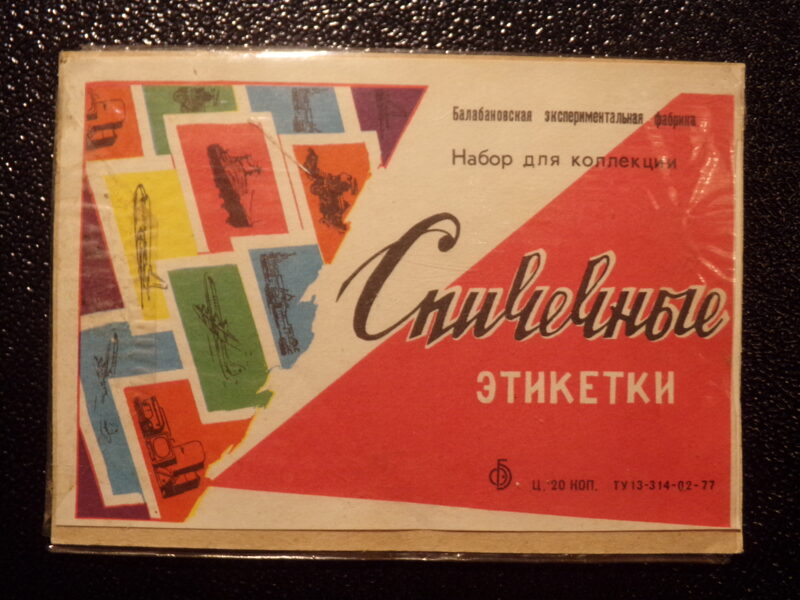 Балабановская экспериментальная фабрика
Набор для коллекции
Спичечные
ЭТИКЕТКИ
Ц. 20 КОП. ТУ 13-314-02-77